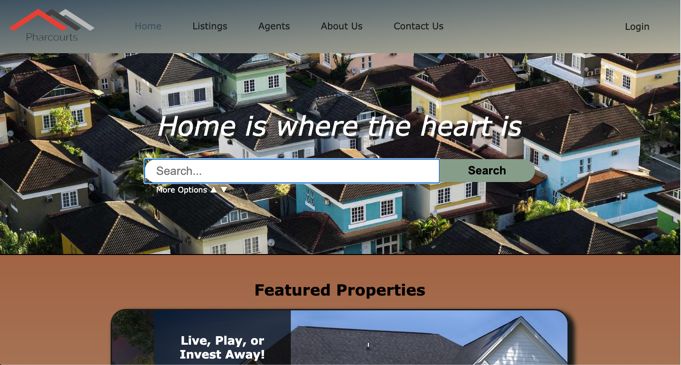 Pharcourts
Home Listings Agents About Us Contact Us Login
Home is where the heart is
Search... Search
More Options ▲ ▼
Featured Properties
Live, Play, or
Invest Away!